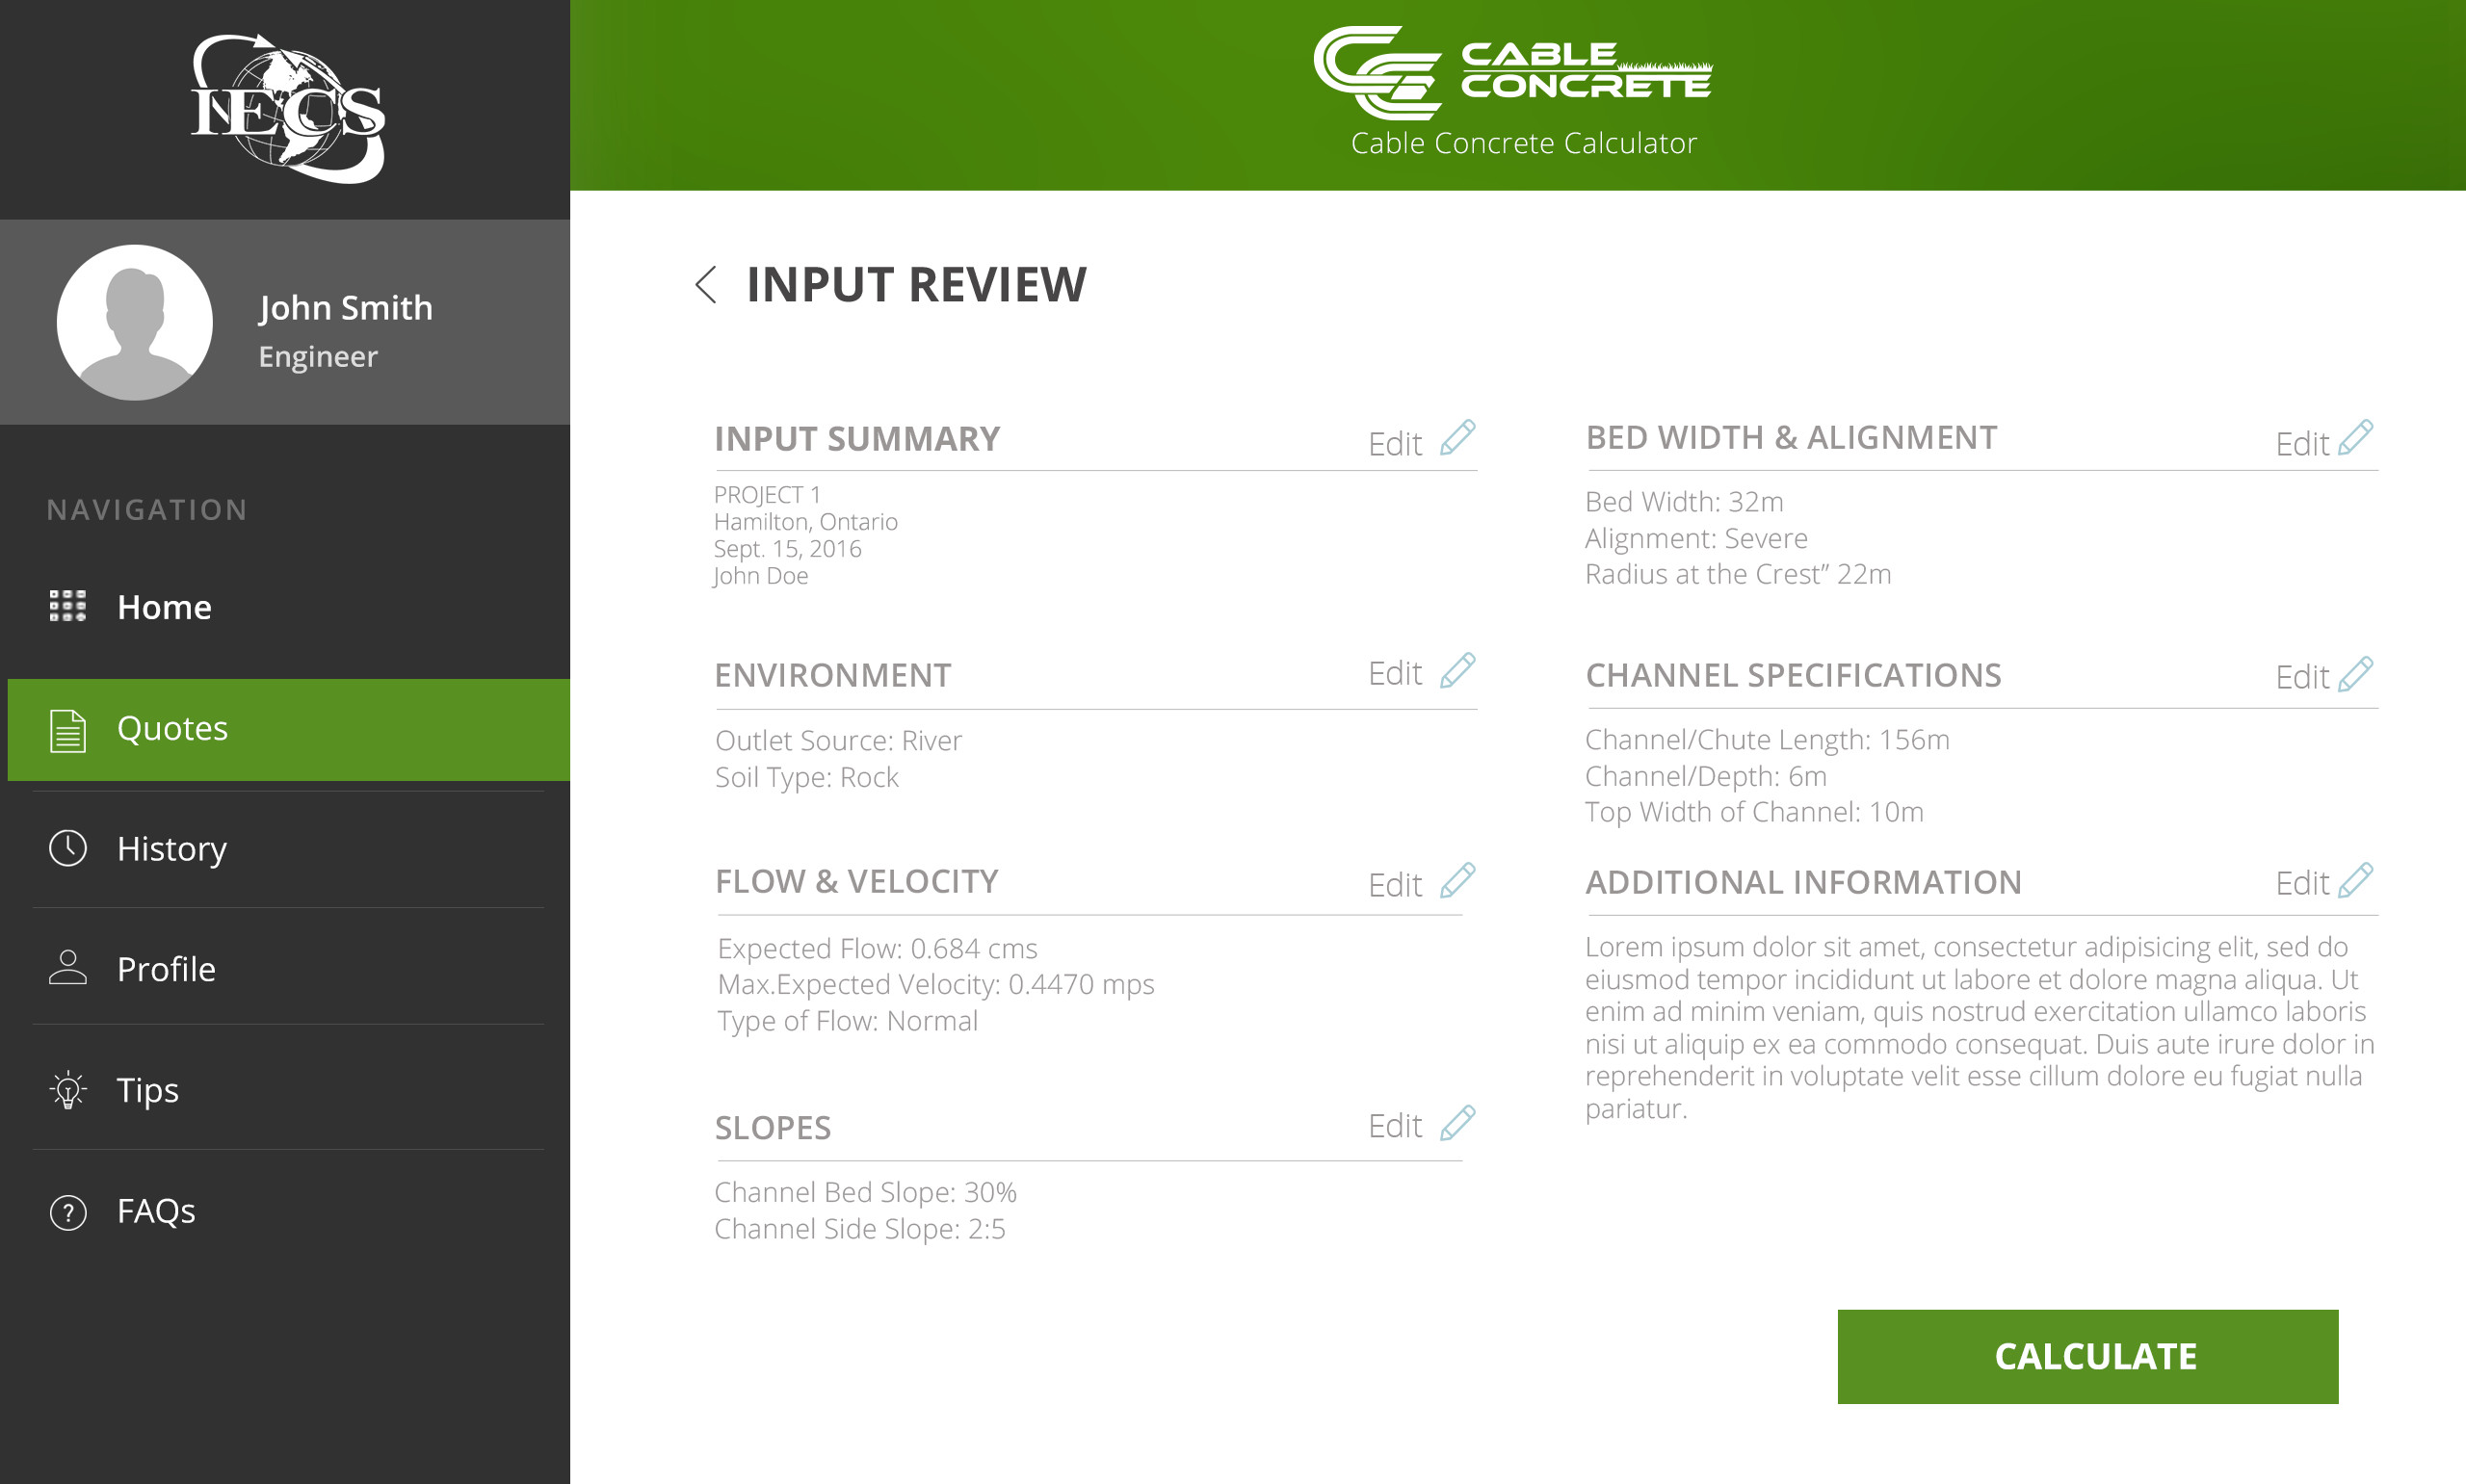 IECS
John Smith
Engineer
NAVIGATION
Home
Quotes
History
Profile
Tips
FAQs
CABLE
CONCRETE
Cable Concrete Calculator
INPUT REVIEW
INPUT SUMMARY Edit
PROJECT 1
Hamilton, Ontario
Sept. 15, 2016
John Doe
ENVIRONMENT Edit
Outlet Source: River
Soil Type: Rock
FLOW & VELOCITY Edit
Expected Flow: 0.684 cms
Max.Expected Velocity: 0.4470 mps
Type of Flow: Normal
SLOPES Edit
Channel Bed Slope: 30%
Channel Side Slope: 2:5
BED WIDTH & ALIGNMENT Edit
Bed Width: 32m
Alignment: Severe
Radius at the Crest” 22m
CHANNEL SPECIFICATIONS Edit
Channel/Chute Length: 156m
Channel/Depth: 6m
Top Width of Channel: 10m
ADDITIONAL INFORMATION Edit
Lorem ipsum dolor sit amet, consectetur adipisicing elit, sed do
eiusmod tempor incididunt ut labore et dolore magna aliqua. Ut
enim ad minim veniam, quis nostrud exercitation ullamco laboris
nisi ut aliquip ex ea commodo consequat. Duis aute irure dolor in
reprehenderit in voluptate velit esse cillum dolore eu fugiat nulla
pariatur.
CALCULATE